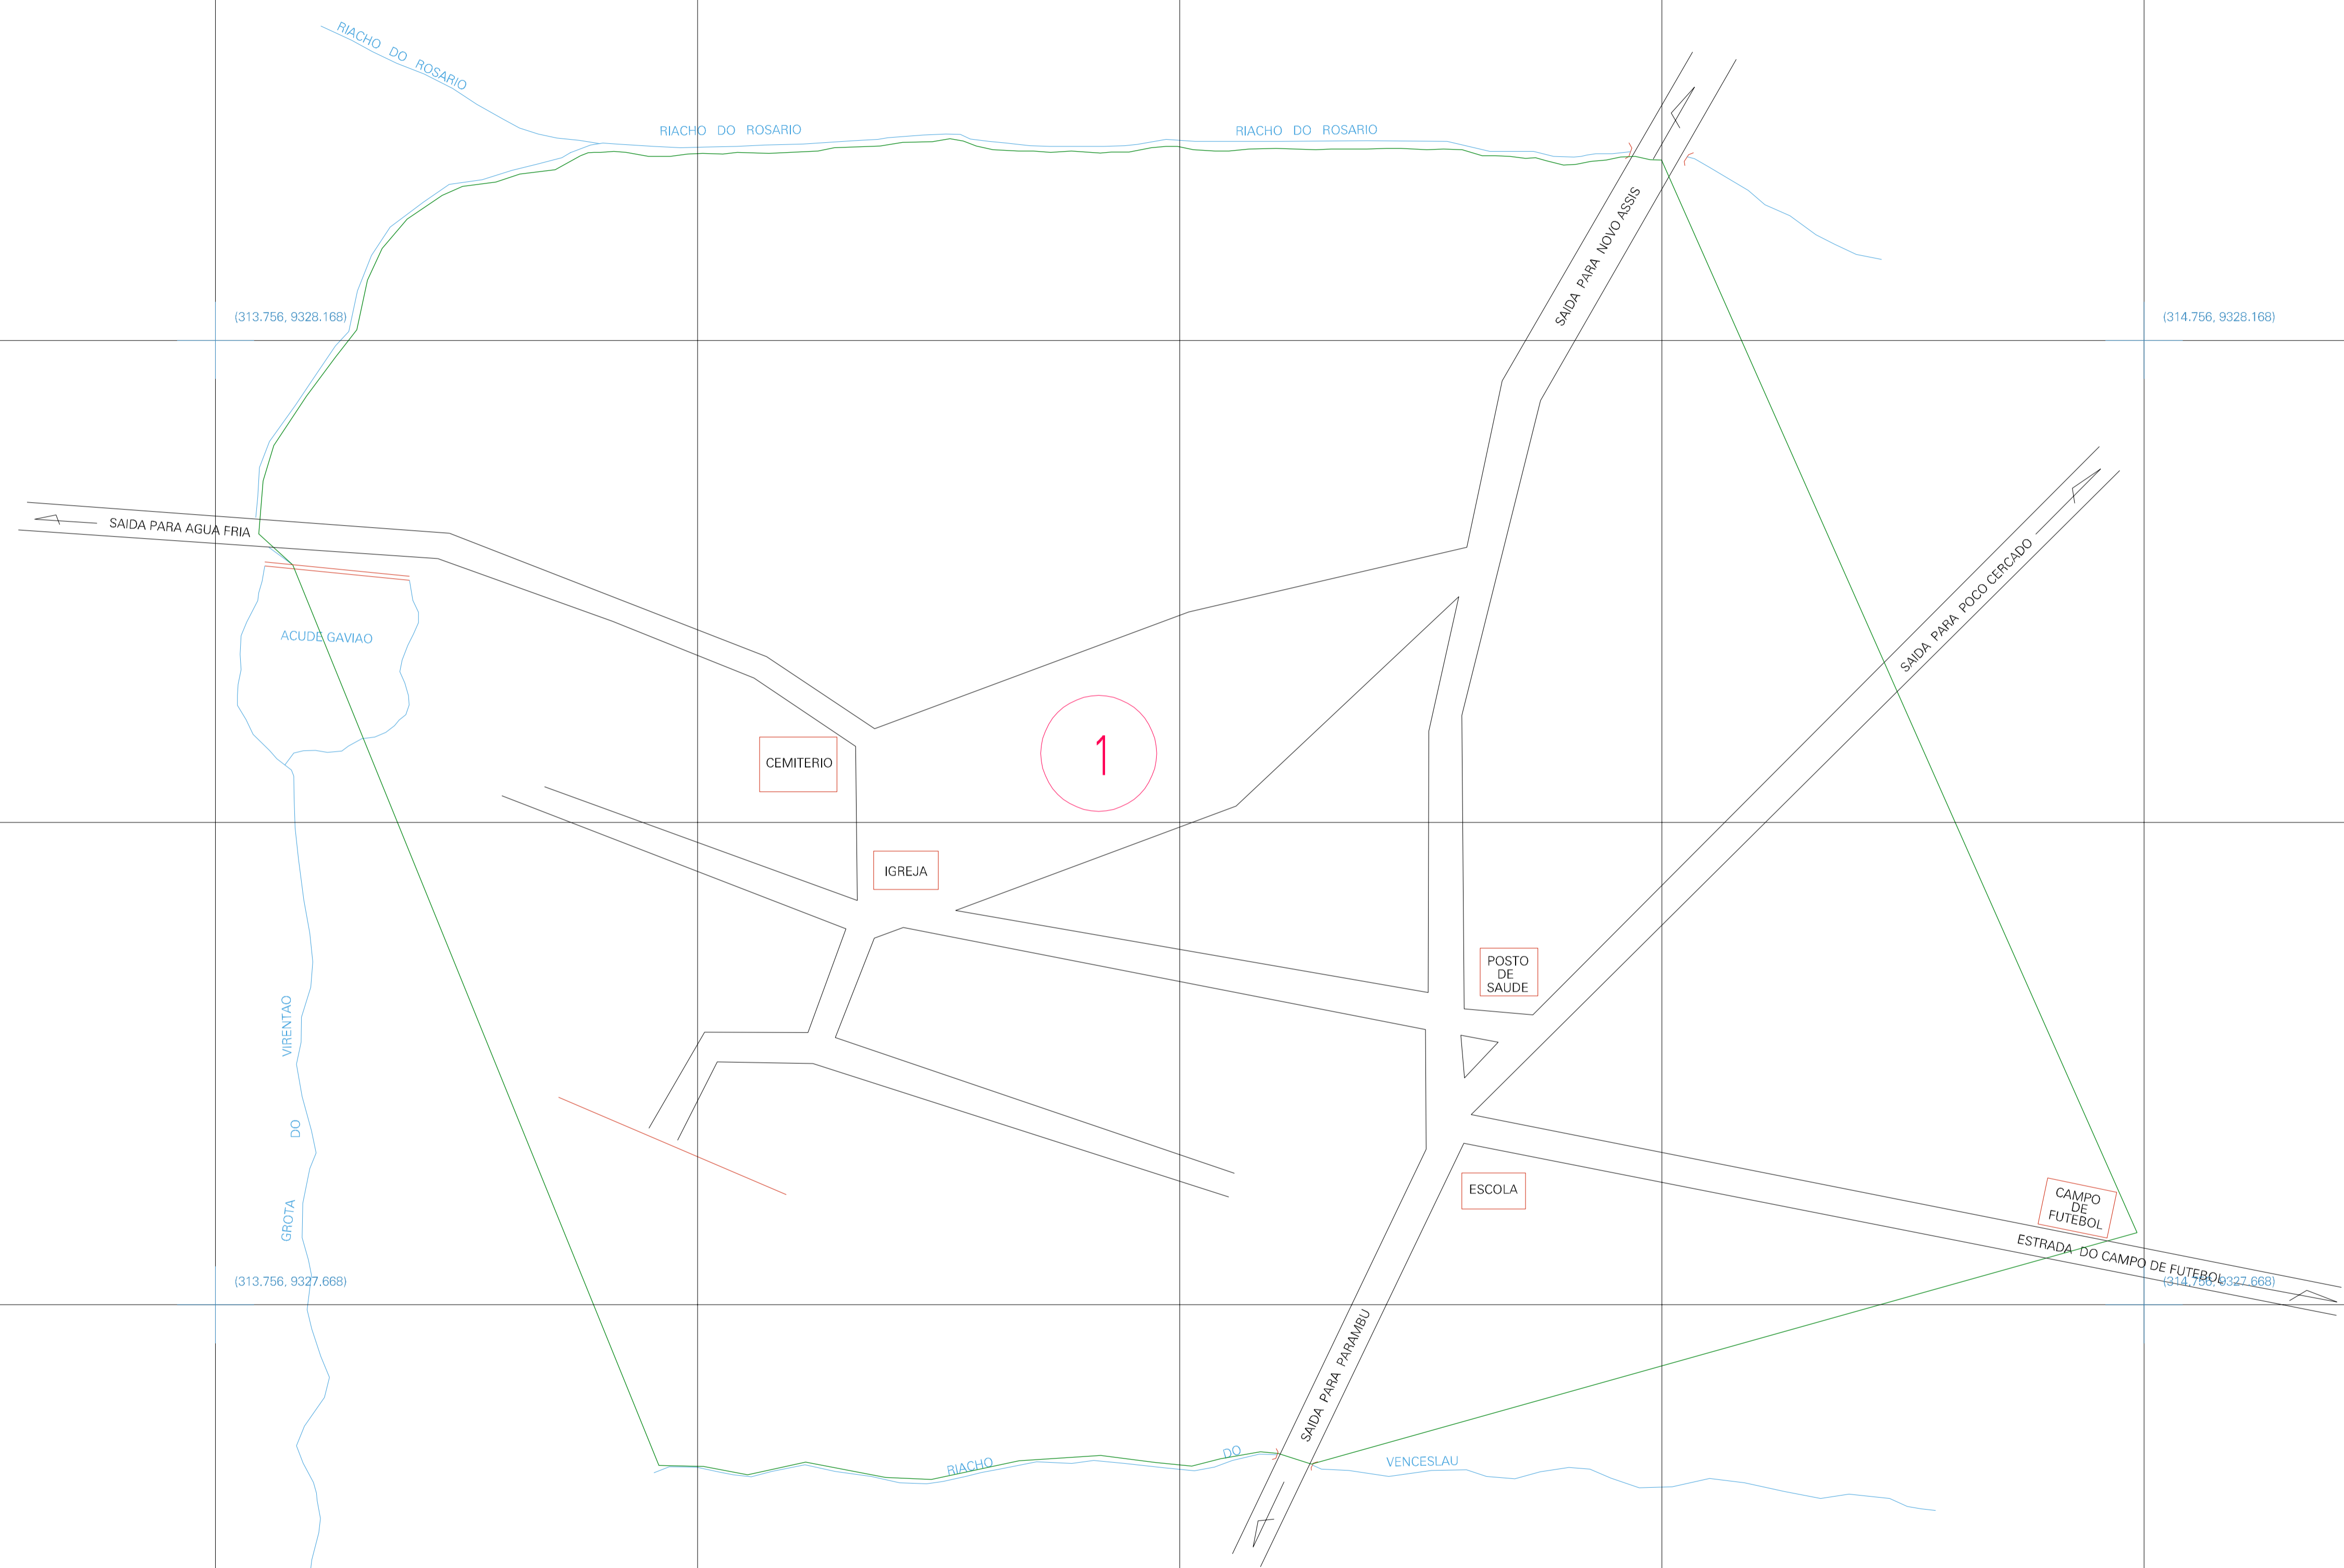 RIACHO DO ROSARIO
RIACHO DO ROSARIO
RIACHO DO ROSARIO
SAIDA PARA NOVO ASSIS
(313.756, 9328.168)
(314.756, 9328.168)
SAIDA PARA AGUA FRIA
SAIDA PARA POCO CERCADO
ACUDE GAVIAO
1
CEMITERIO
IGREJA
POSTO
DE
SAUDE
GROTA DO VIRENTAO
ESCOLA
CAMPO
DE
FUTEBOL
ESTRADA DO CAMPO DE FUTEBOL
(313.756, 9327.668)
(314.756, 9327.668)
SAIDA PARA PARAMBU
RIACHO DO VENCESLAU